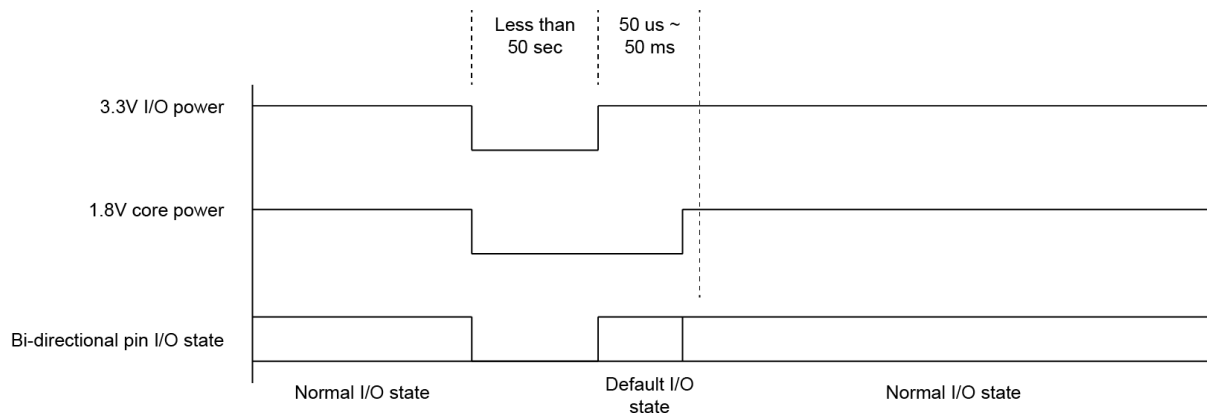 Less than
50 sec
50 us ~
50 ms
3.3V I/O power
1.8V core power
Bi-directional pin I/O state
Normal I/O state
Default I/O
state
Normal I/O state